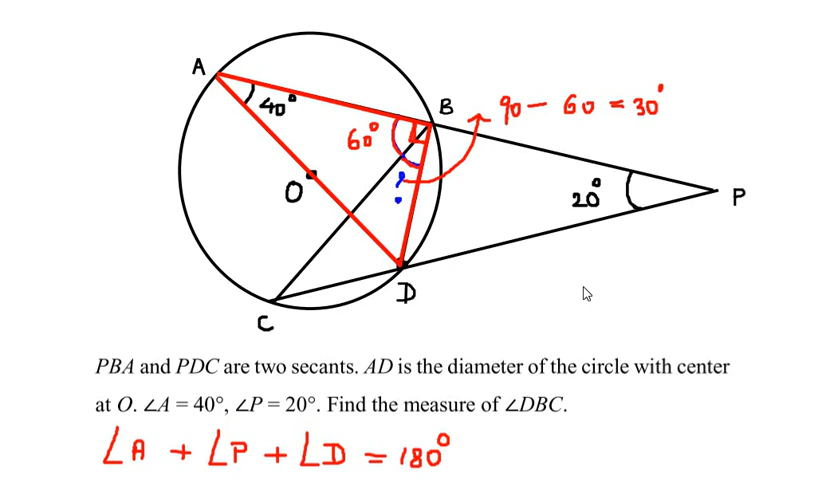 A
40°
B
90 - 60 = 30°
60°
?
O
20°
P
D
C
PBA and PDC are two secants. AD is the diameter of the circle with center
at O. ∠A = 40°, ∠P = 20°. Find the measure of ∠DBC.
∠A + ∠P + ∠D = 180°